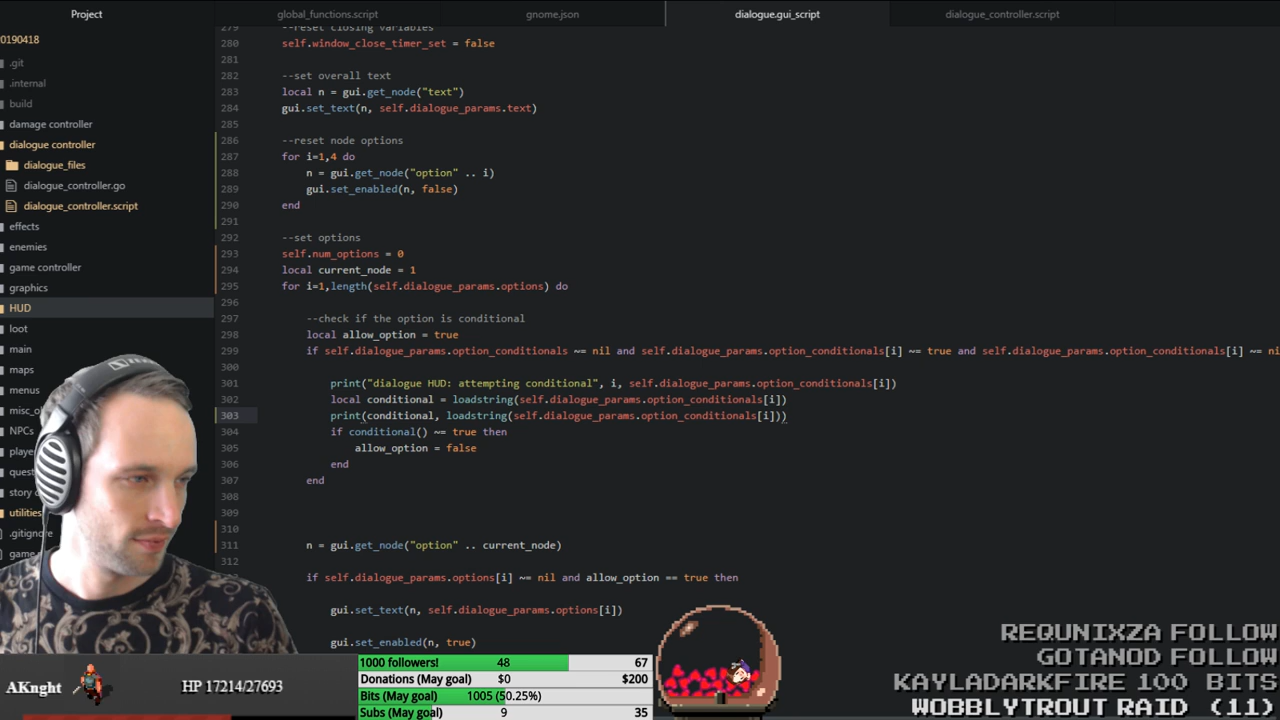 Project
global_functions.script
gnome.json
dialogue.gui_script
dialogue_controller.script
0190418
.git
.internal
build
damage controller
dialogue controller
dialogue_files
dialogue_controller.go
dialogue_controller.script
effects
enemies
game controller
graphics
HUD
loot
main
maps
menus
misc_o
NPCs
playe
quest
story
utilities
.gitignore
game
279 --reset closing variables
280 self.window_close_timer_set = false
281
282 --set overall text
283 local n = gui.get_node("text")
284 gui.set_text(n, self.dialogue_params.text)
285
286 --reset node options
287 for i=1,4 do
288 n = gui.get_node("option" .. i)
289 gui.set_enabled(n, false)
290 end
291
292 --set options
293 self.num_options = 0
294 local current_node = 1
295 for i=1,length(self.dialogue_params.options) do
296
297 --check if the option is conditional
298 local allow_option = true
299 if self.dialogue_params.option_conditionals ~= nil and self.dialogue_params.option_conditionals[i] ~= true and self.dialogue_params.option_conditionals[i] ~= ni
300
301 print("dialogue HUD: attempting conditional", i, self.dialogue_params.option_conditionals[i])
302 local conditional = loadstring(self.dialogue_params.option_conditionals[i])
303 print(conditional, loadstring(self.dialogue_params.option_conditionals[i]))
304 if conditional() ~= true then
305 allow_option = false
306 end
307 end
308
309
310
311 n = gui.get_node("option" .. current_node)
312
if self.dialogue_params.options[i] ~= nil and allow_option == true then
gui.set_text(n, self.dialogue_params.options[i])
gui.set_enabled(n, true)
AKnght
HP 17214/27693
1000 followers! 48 67
Donations (May goal) $0 $200
Bits (May goal) 1005 (50.25%)
Subs (May goal) 9 35
REQUNIXZA FOLLOW
GOTANOD FOLLOW
KAYLADARKFIRE 100 BITS
WOBBLYTROUT RAID (11)